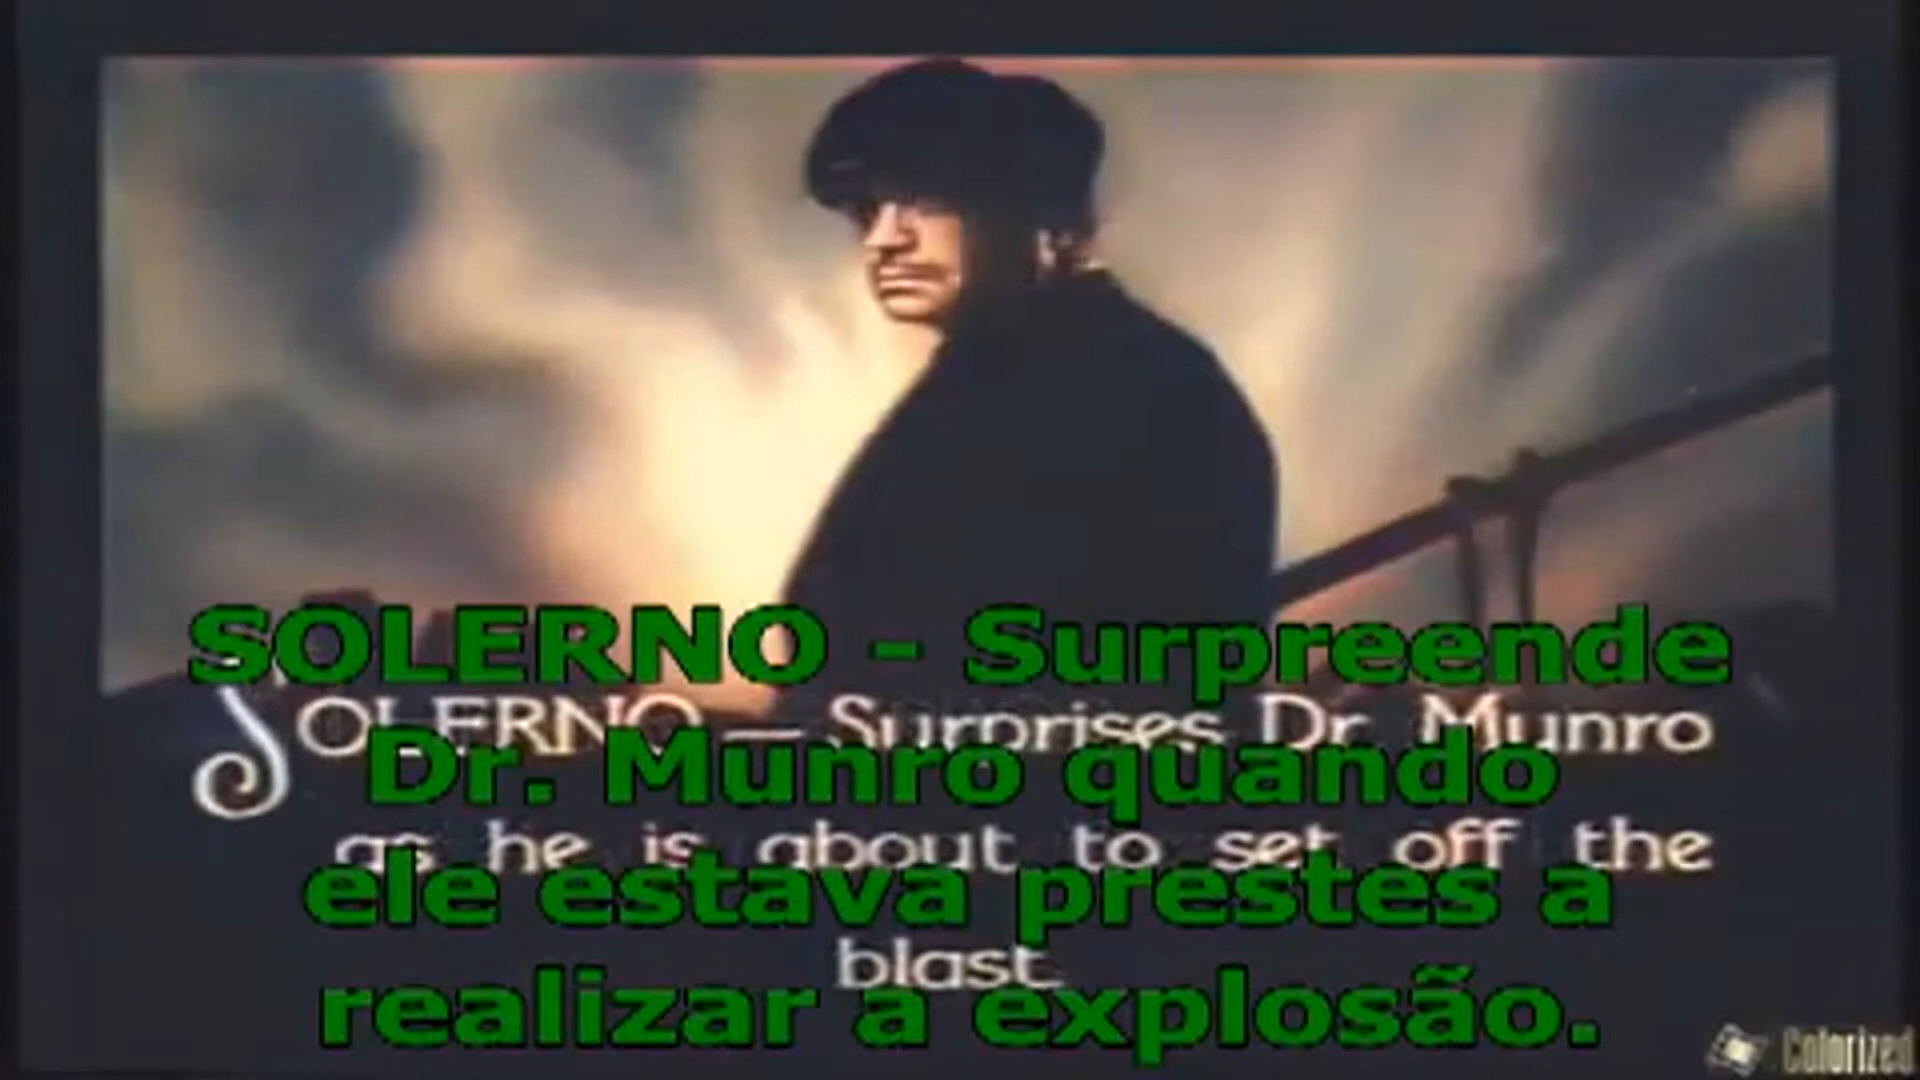 SOLERNO - Surpreende
SOLERNO — Surprises Dr. Munro
Dr. Munro quando
as he is about to set off the
ele estava prestes a
blast.
realizar a explosão.
Colorized